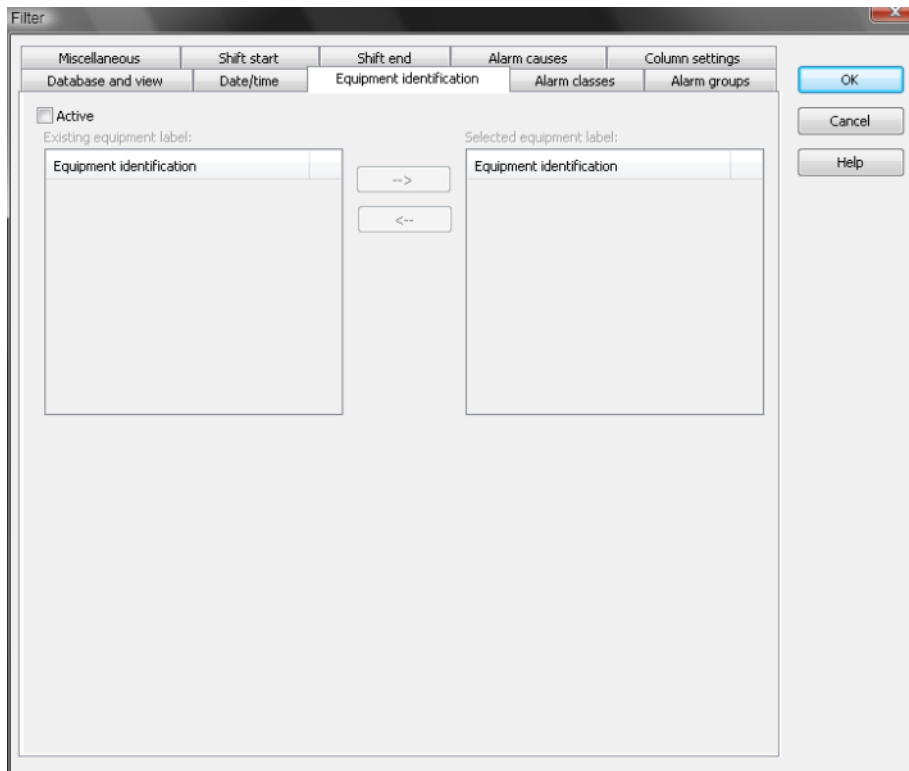 Filter
Miscellaneous Shift start Shift end Alarm causes Column settings
Database and view Date/time Equipment identification Alarm classes Alarm groups
OK
Active
Cancel
Existing equipment label: Selected equipment label:
Equipment identification Equipment identification
Help
-->
<--